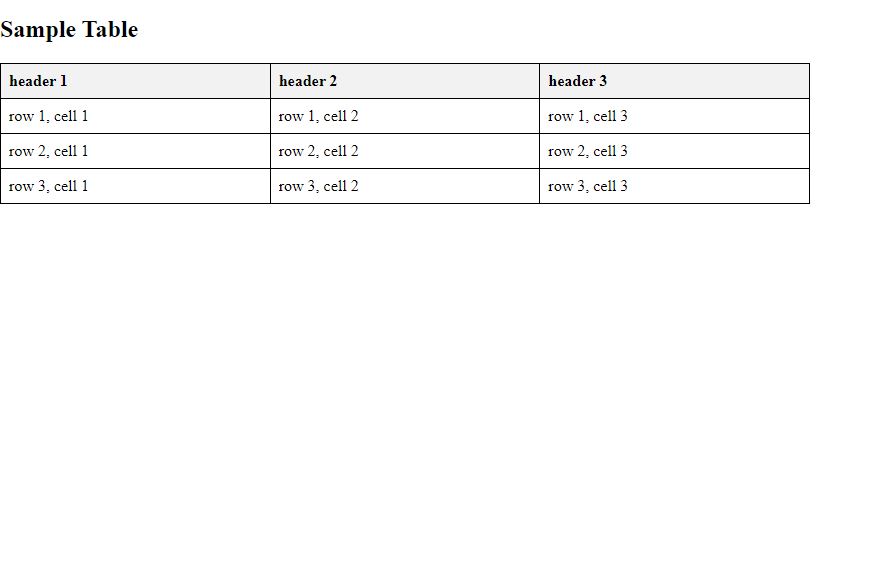 Sample Table
header 1 header 2 header 3
row 1, cell 1 row 1, cell 2 row 1, cell 3
row 2, cell 1 row 2, cell 2 row 2, cell 3
row 3, cell 1 row 3, cell 2 row 3, cell 3